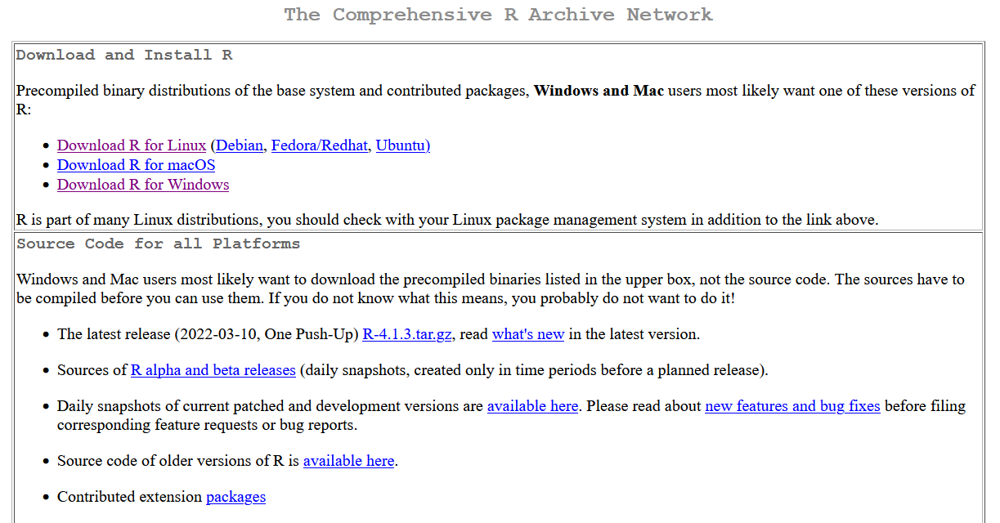 The Comprehensive R Archive Network
Download and Install R
Precompiled binary distributions of the base system and contributed packages, Windows and Mac users most likely want one of these versions of
R:
Download R for Linux (Debian, Fedora/Redhat, Ubuntu)
Download R for macOS
Download R for Windows
R is part of many Linux distributions, you should check with your Linux package management system in addition to the link above.
Source Code for all Platforms
Windows and Mac users most likely want to download the precompiled binaries listed in the upper box, not the source code. The sources have to
be compiled before you can use them. If you do not know what this means, you probably do not want to do it!
The latest release (2022-03-10, One Push-Up) R-4.1.3.tar.gz, read what's new in the latest version.
Sources of R alpha and beta releases (daily snapshots, created only in time periods before a planned release).
Daily snapshots of current patched and development versions are available here. Please read about new features and bug fixes before filing
corresponding feature requests or bug reports.
Source code of older versions of R is available here.
Contributed extension packages